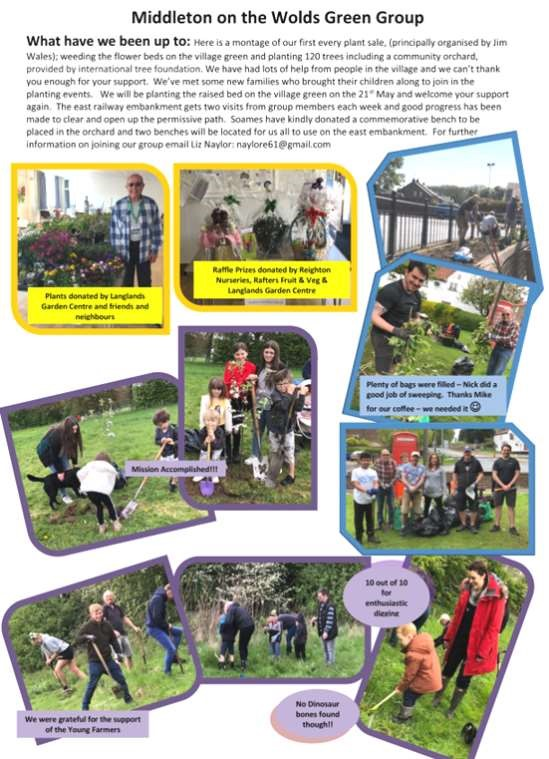 Middleton on the Wolds Green Group
What have we been up to: Here is a montage of our first every plant sale, (principally organised by Jim
Wales); weeding the flower beds on the village green and planting 120 trees including a community orchard,
provided by international tree foundation. We have had lots of help from people in the village and we can't thank
you enough for your support. We've met some new families who brought their children along to join in the
planting events. We will be planting the raised bed on the village green on the 21st May and welcome your support
again. The east railway embankment gets two visits from group members each week and good progress has been
made to clear and open up the permissive path. Soames have kindly donated a commemorative bench to be
placed in the orchard and two benches will be located for us all to use on the east embankment. For further
information on joining our group email Liz Naylor: naylore61@gmail.com
Plants donated by Langlands
Garden Centre and friends and
neighbours
Raffle Prizes donated by Reighton
Nurseries, Rafters Fruit & Veg &
Langlands Garden Centre
Plenty of bags were filled – Nick did a
good job of sweeping. Thanks Mike
for our coffee – we needed it ☺
Mission Accomplished!!!
10 out of 10
for
enthusiastic
digging
We were grateful for the support
of the Young Farmers
No Dinosaur
bones found
though!!